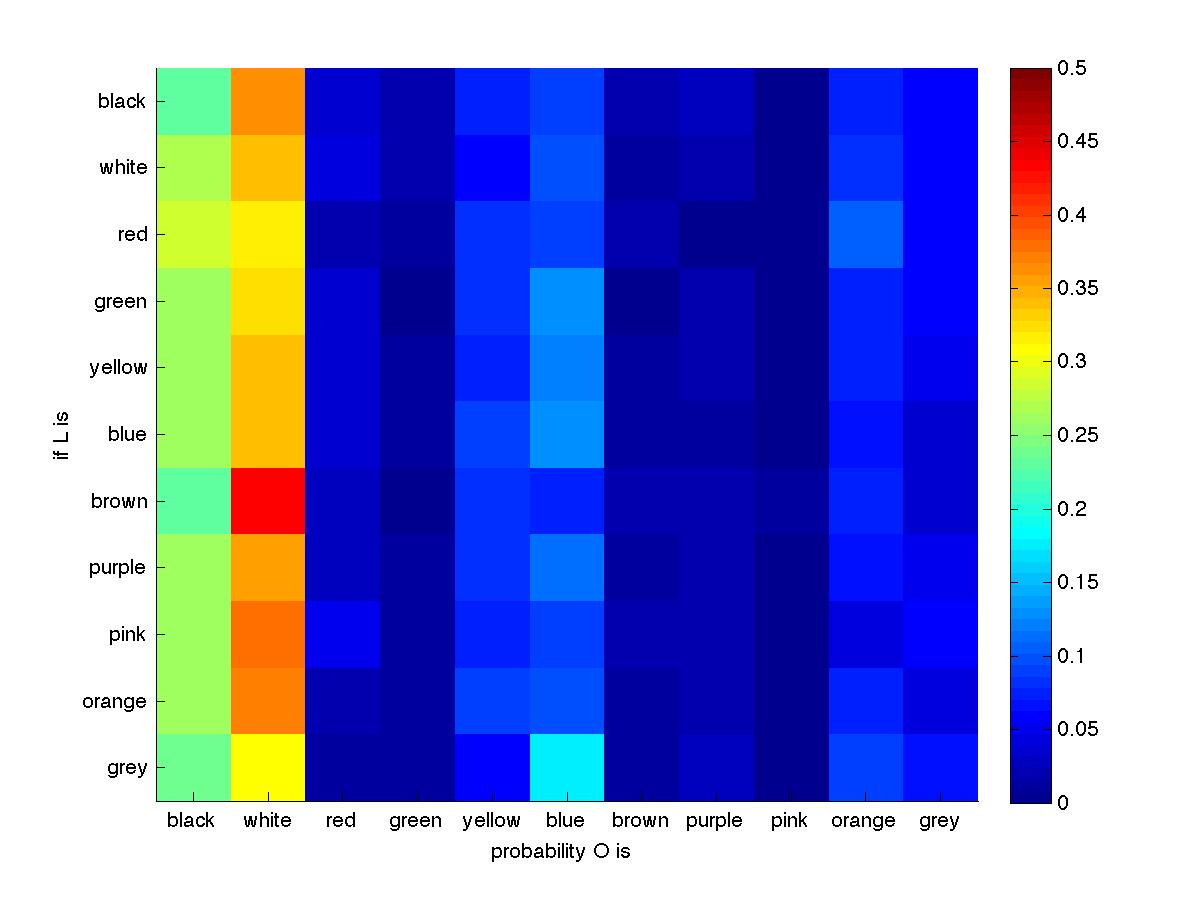 black
white
red
green
yellow
blue
brown
purple
pink
orange
grey
if L is
black white red green yellow blue brown purple pink orange grey
probability O is
0.5
0.45
0.4
0.35
0.3
0.25
0.2
0.15
0.1
0.05
0